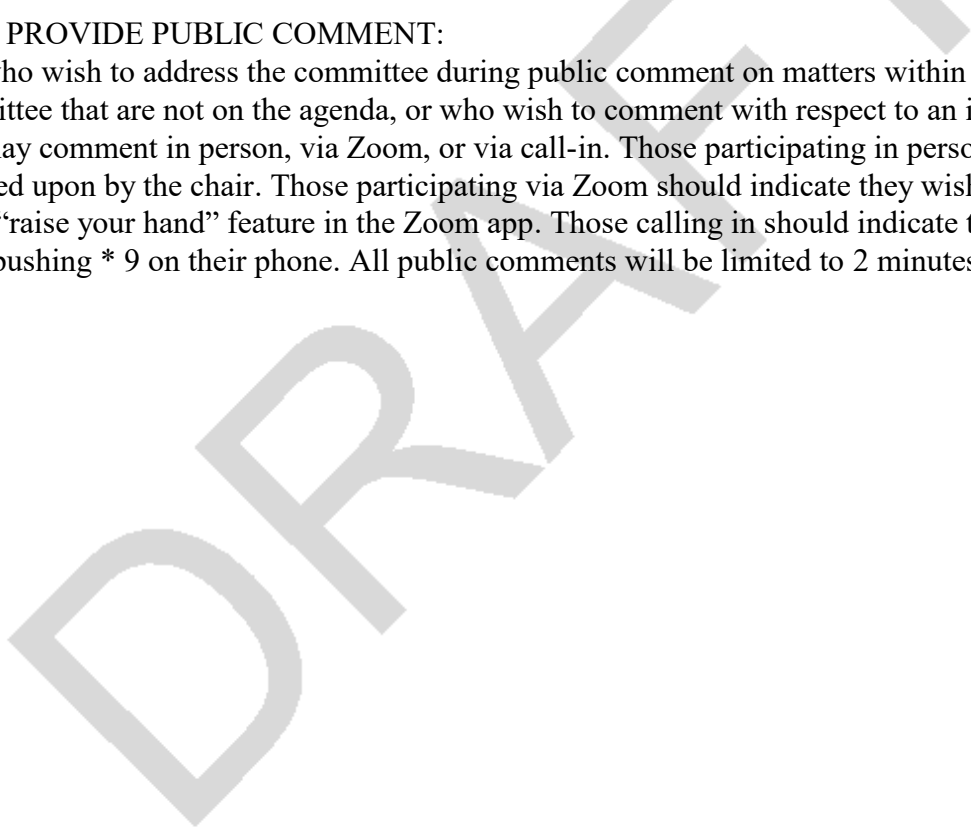 PROVIDE PUBLIC COMMENT:
who wish to address the committee during public comment on matters within
ittee that are not on the agenda, or who wish to comment with respect to an i
ay comment in person, via Zoom, or via call-in. Those participating in perso
ed upon by the chair. Those participating via Zoom should indicate they wish
“raise your hand” feature in the Zoom app. Those calling in should indicate t
pushing * 9 on their phone. All public comments will be limited to 2 minutes
DRAF